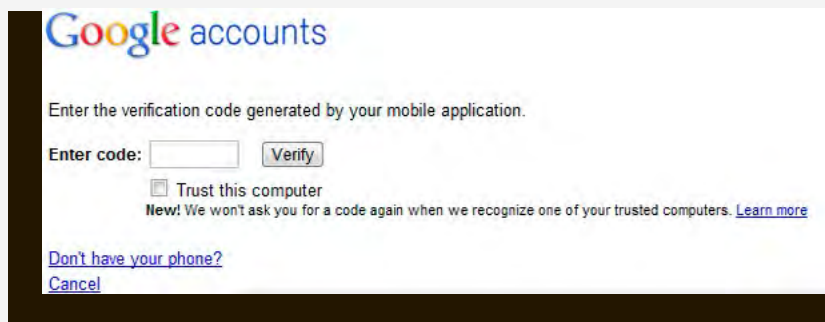 Google accounts
Enter the verification code generated by your mobile application.
Enter code: Verify
Trust this computer
New! We won't ask you for a code again when we recognize one of your trusted computers. Learn more
Don't have your phone?
Cancel